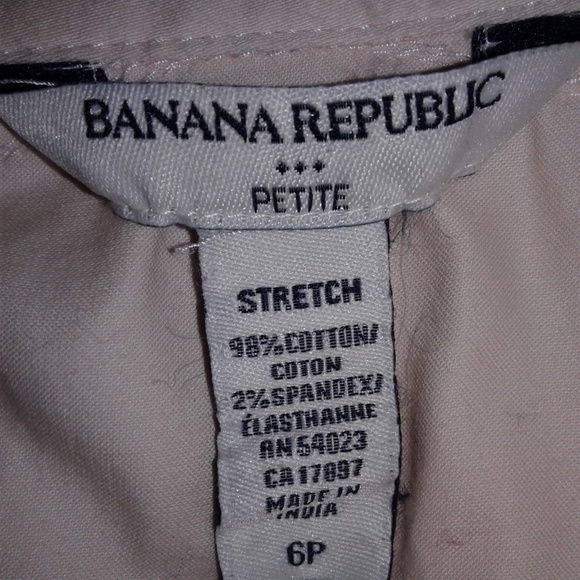 BANANA REPUBLIC
PETITE
STRETCH
98%COTTON/
COTON
2%SPANDEX/
ÉLASTHANNE
RN 54023
CA 17897
MADE IN
INDIA
6P